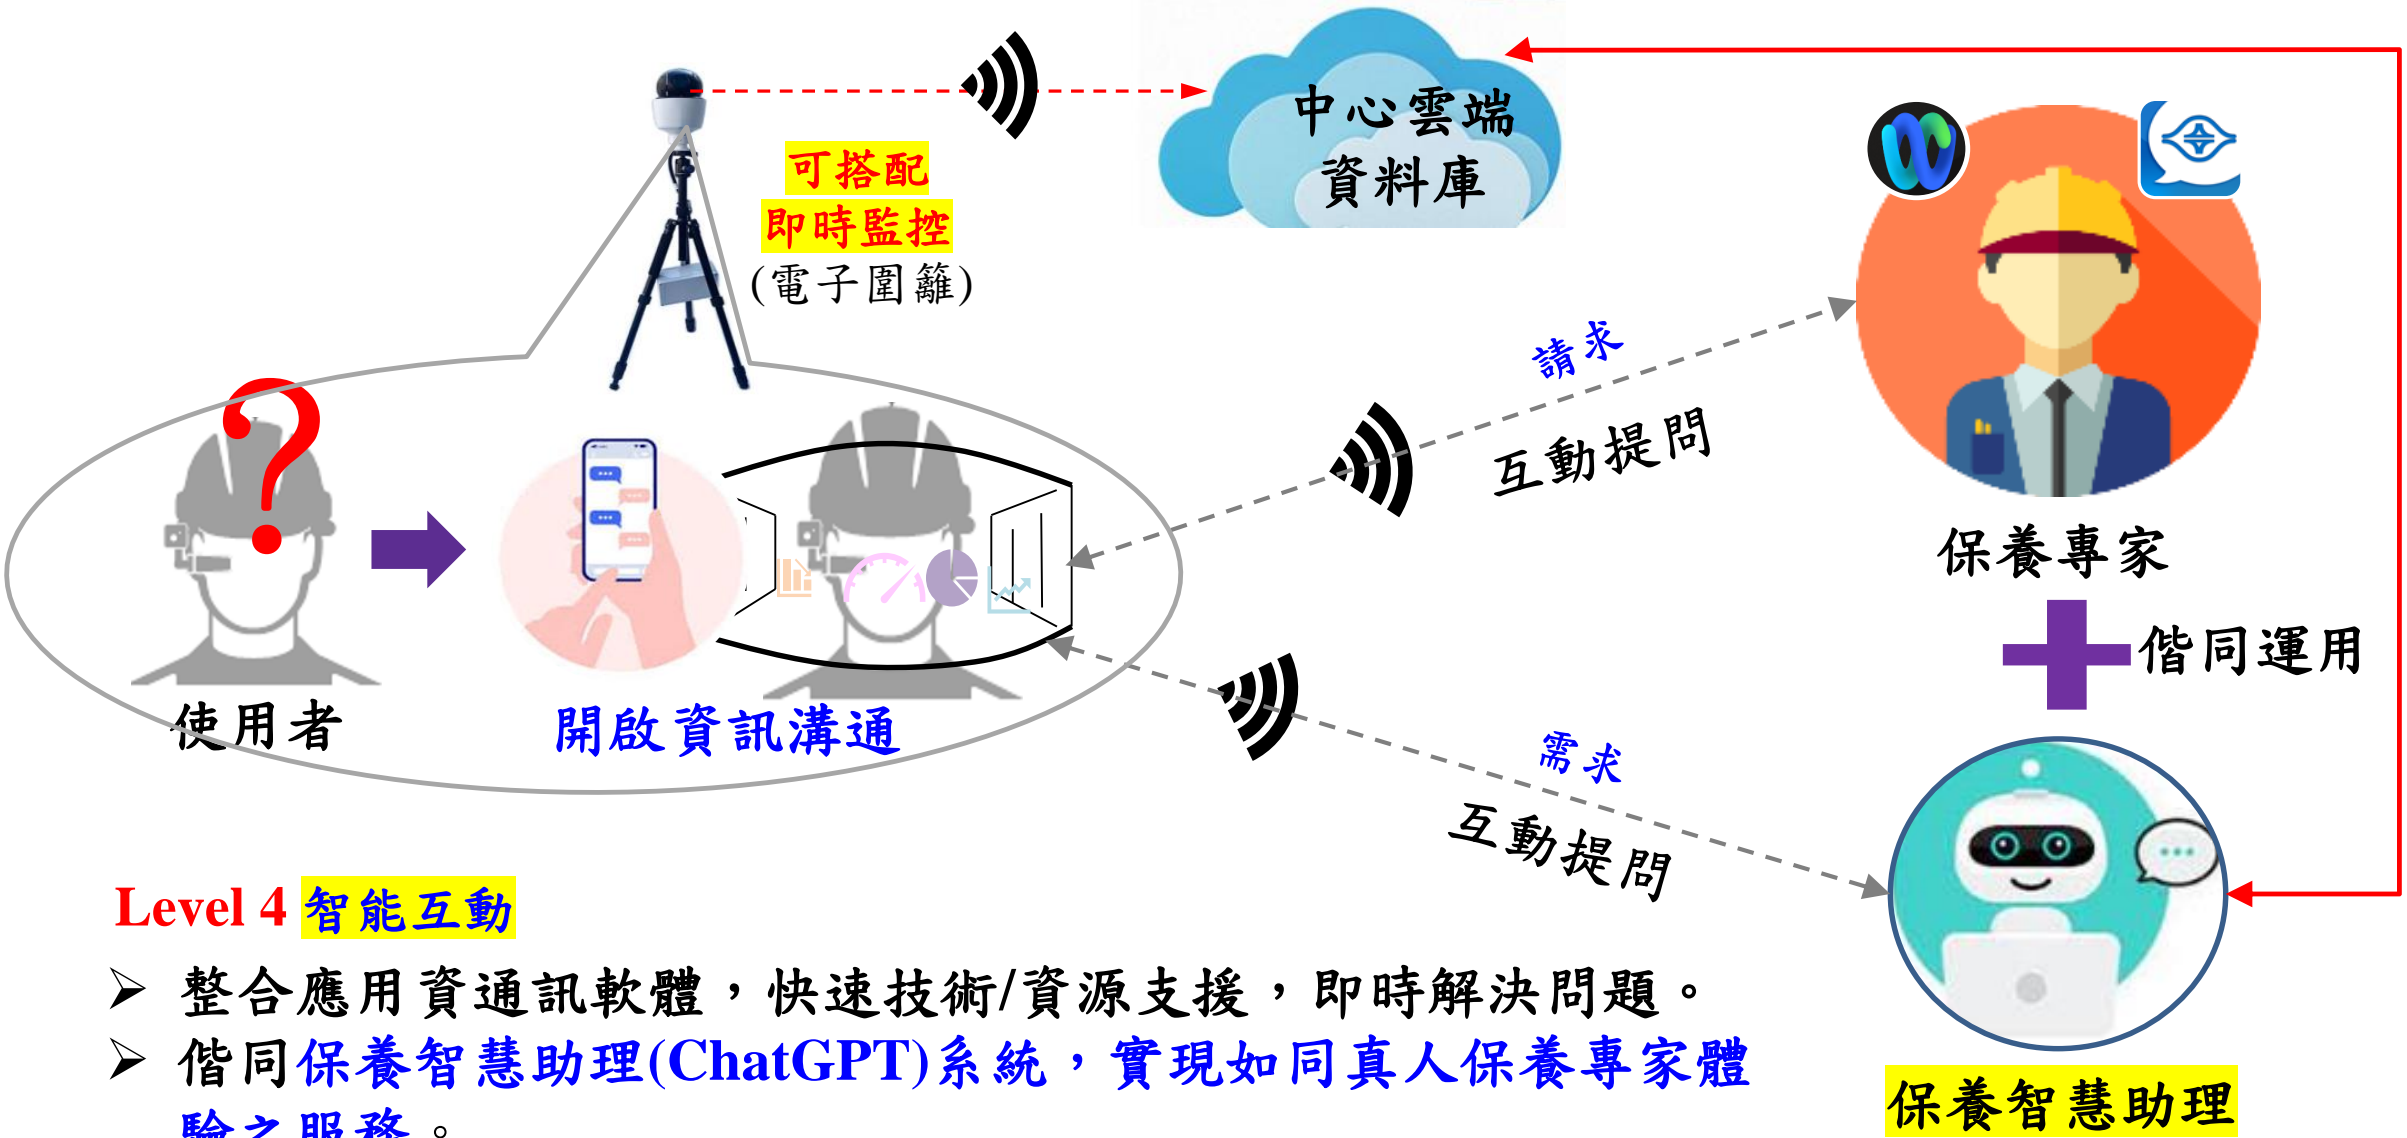 中心雲端
資料庫
可搭配
即時監控
(電子圍籬)
請求
互動提問
保養專家
偕同運用
使用者
開啟資訊溝通
需求
互動提問
Level 4 智能互動
➢ 整合應用資通訊軟體，快速技術/資源支援，即時解決問題。
➢ 偕同保養智慧助理(ChatGPT)系統，實現如同真人保養專家體
驗之服務。
保養智慧助理